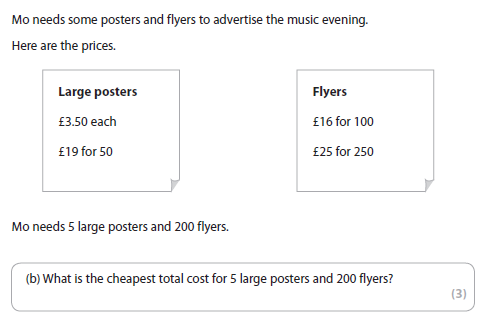 Mo needs some posters and flyers to advertise the music evening.
Here are the prices.
Large posters
£3.50 each
£19 for 50
Flyers
£16 for 100
£25 for 250
Mo needs 5 large posters and 200 flyers.
(b) What is the cheapest total cost for 5 large posters and 200 flyers?
(3)